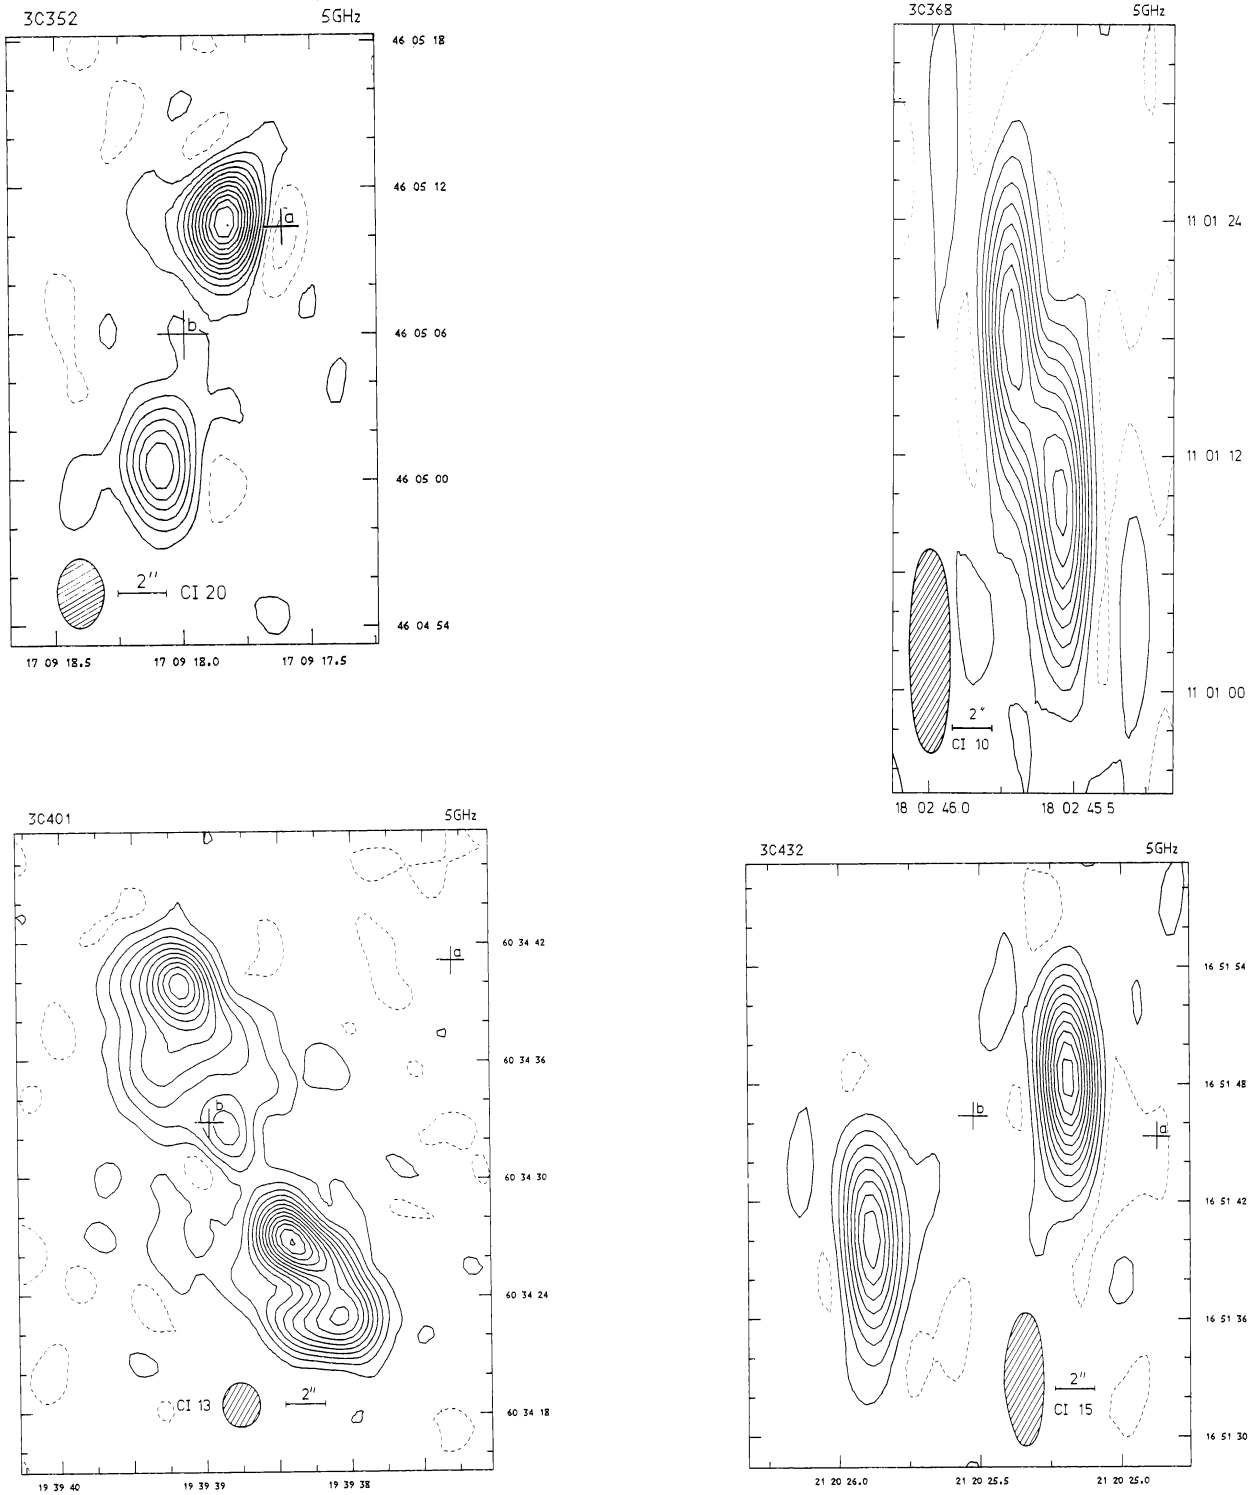 3C352 5GHz
46 05 18
46 05 12
a
b
46 05 06
46 05 00
2"
CI 20
46 04 54
17 09 18.5 17 09 18.0 17 09 17.5
3C368 5GHz
11 01 24
11 01 12
11 01 00
2"
CI 10
18 02 46.0 18 02 45 5
3C401 5GHz
60 34 42
a
60 34 36
b
60 34 30
60 34 24
CI 13
2"
60 34 18
19 39 40 19 39 39 19 39 38
3C432 5GHz
16 51 54
16 51 48
b
a
16 51 42
16 51 36
2"
CI 15
16 51 30
21 20 26.0 21 20 25.5 21 20 25.0